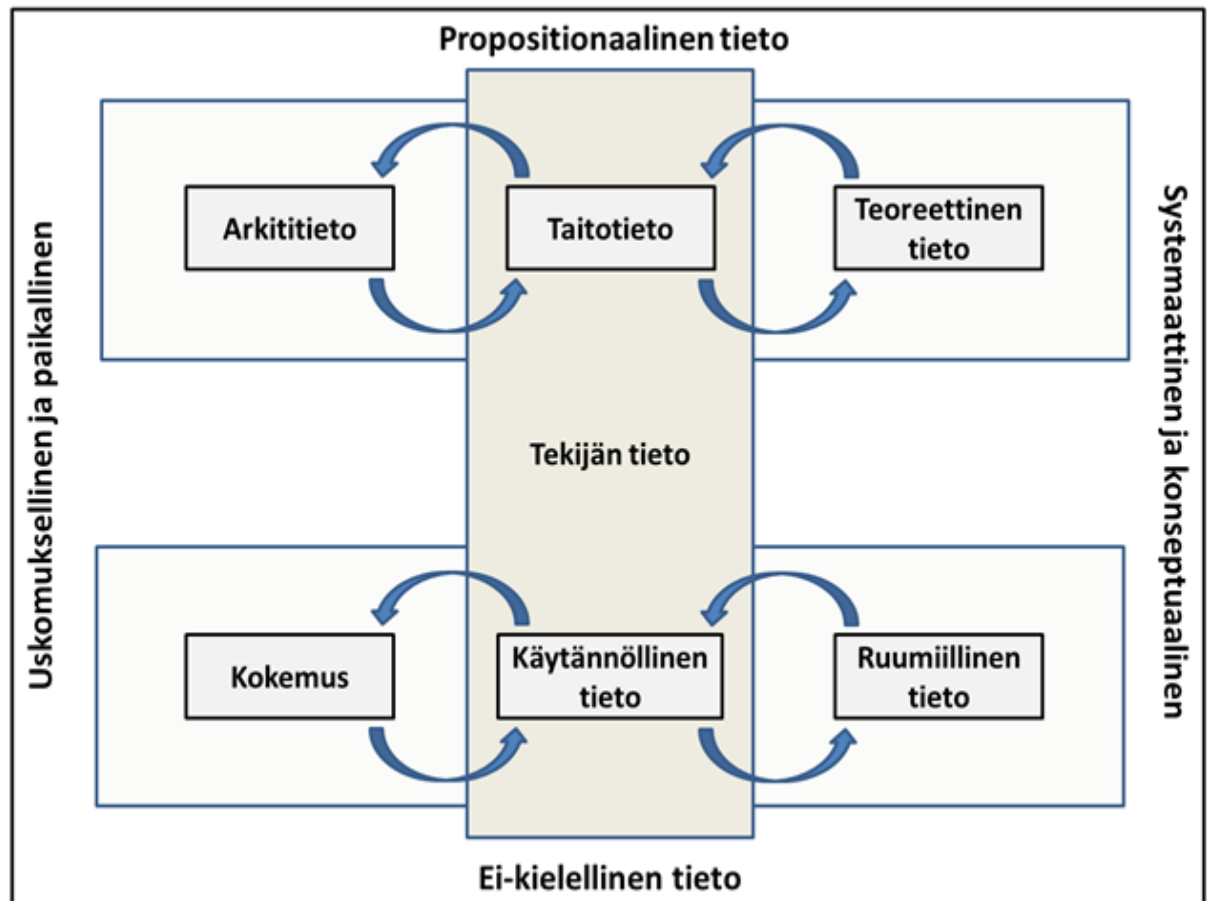 Propositionaalinen tieto
Uskomuksellinen ja paikallinen
Arkititieto
Taitotieto
Teoreettinen
tieto
Systemaattinen ja konseptuaalinen
Tekijän tieto
Kokemus
Käytännöllinen
tieto
Ruumiillinen
tieto
Ei-kielellinen tieto